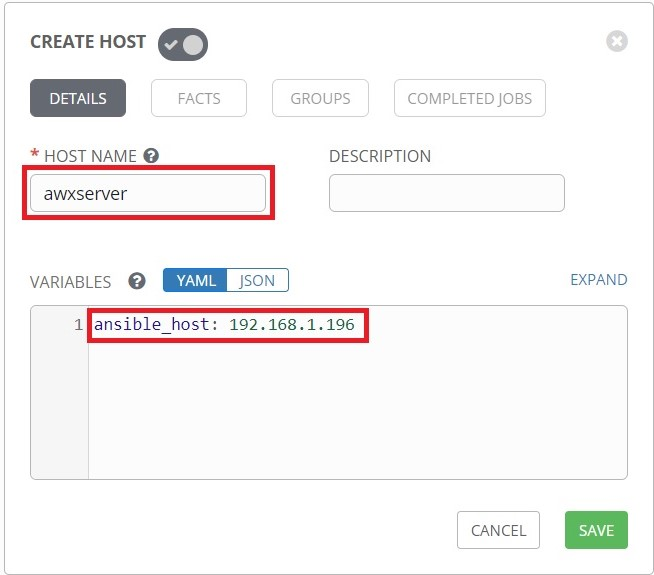 CREATE HOST
DETAILS FACTS GROUPS COMPLETED JOBS
* HOST NAME ? DESCRIPTION
awxserver
VARIABLES ? YAML JSON EXPAND
1 ansible_host: 192.168.1.196
CANCEL SAVE